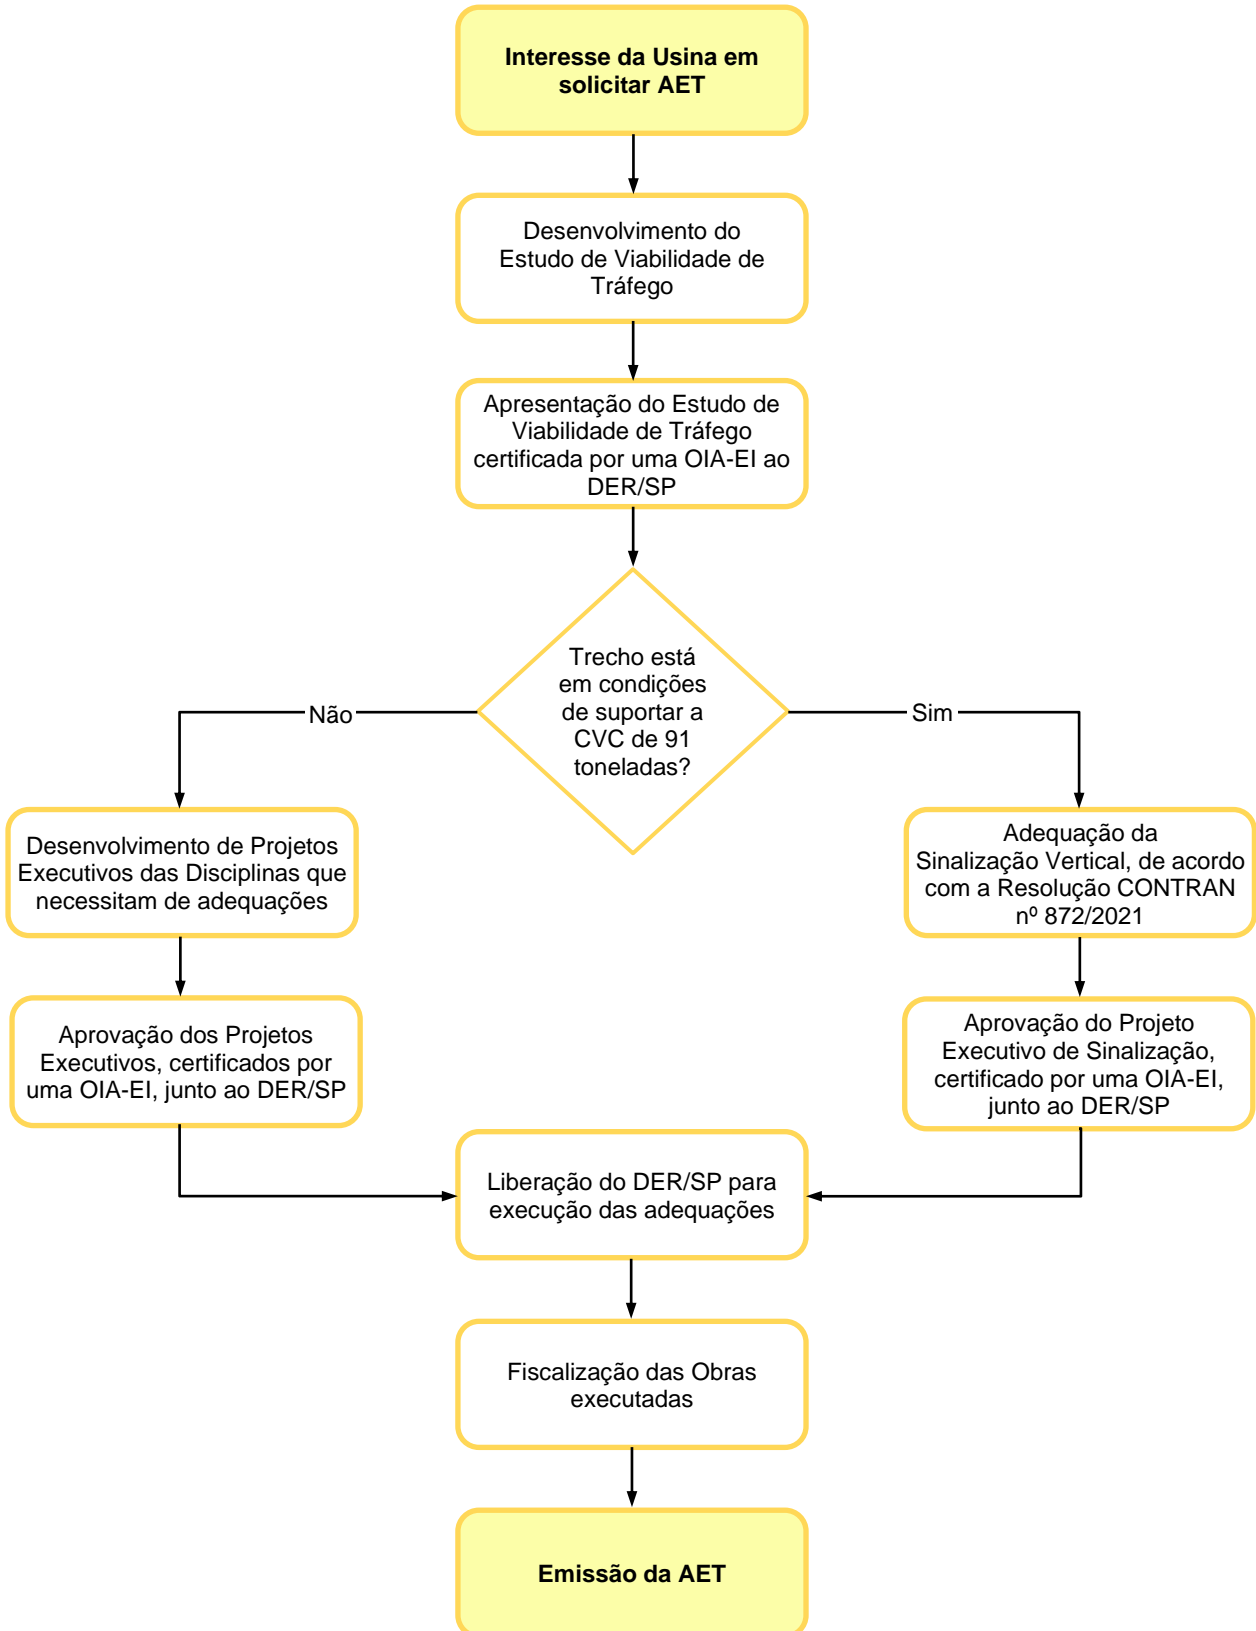 Interesse da Usina em
solicitar AET
Desenvolvimento do
Estudo de Viabilidade de
Tráfego
Apresentação do Estudo de
Viabilidade de Tráfego
certificada por uma OIA-EI ao
DER/SP
Trecho está
em condições
de suportar a
CVC de 91
toneladas?
Não
Sim
Desenvolvimento de Projetos
Executivos das Disciplinas que
necessitam de adequações
Adequação da
Sinalização Vertical, de acordo
com a Resolução CONTRAN
nº 872/2021
Aprovação dos Projetos
Executivos, certificados por
uma OIA-EI, junto ao DER/SP
Aprovação do Projeto
Executivo de Sinalização,
certificado por uma OIA-EI,
junto ao DER/SP
Liberação do DER/SP para
execução das adequações
Fiscalização das Obras
executadas
Emissão da AET